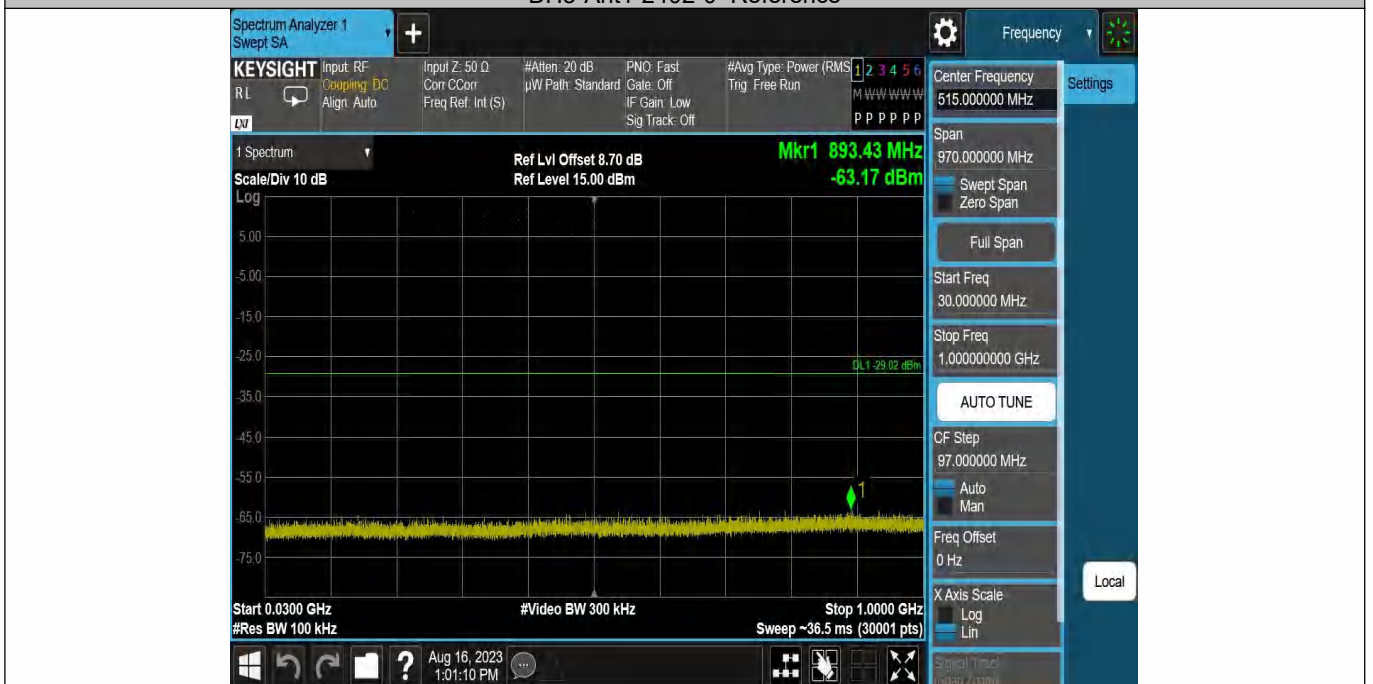 Spectrum Analyzer 1
Swept SA
+
Frequency
KEYSIGHT
RL
LXI
Input: RF
Coupling: DC
Align: Auto
Input Z: 50 Ω
Corr CCorr
Freq Ref: Int (S)
#Atten: 20 dB
µW Path: Standard
PNO: Fast
Gate: Off
IF Gain: Low
Sig Track: Off
#Avg Type: Power (RMS
Trig: Free Run
1 2 3 4 5 6
M W W W W W
P P P P P P
Center Frequency
515.000000 MHz
Settings
1 Spectrum
Ref Lvl Offset 8.70 dB
Mkr1 893.43 MHz
Scale/Div 10 dB
Ref Level 15.00 dBm
-63.17 dBm
Span
970.000000 MHz
Swept Span
Zero Span
Full Span
Start Freq
30.000000 MHz
Stop Freq
1.000000000 GHz
AUTO TUNE
CF Step
97.000000 MHz
Auto
Man
Freq Offset
0 Hz
X Axis Scale
Log
Lin
Local
Log
5.00
-5.00
-15.0
-25.0
DL1 -29.02 dBm
-35.0
-45.0
-55.0
1
-65.0
-75.0
Start 0.0300 GHz
#Video BW 300 kHz
Stop 1.0000 GHz
#Res BW 100 kHz
Sweep ~36.5 ms (30001 pts)
?
Aug 16, 2023
1:01:10 PM
Signal Track
(Span Zoom)